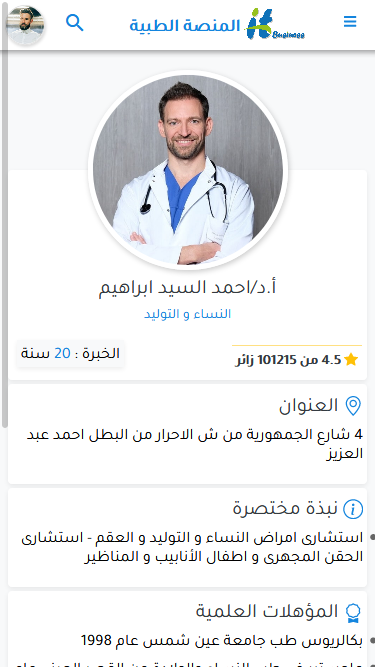 المنصة الطبية
it Business
أ.د/احمد السيد ابراهيم
النساء و التوليد
4.5 من 101215 زائر
الخبرة : 20 سنة
العنوان
4 شارع الجمهورية من ش الاحرار من البطل احمد عبد
العزيز
نبذة مختصرة
استشارى امراض النساء و التوليد و العقم - استشارى
الحقن المجهرى و اطفال الأنابيب و المناظير
المؤهلات العلمية
بكالريوس طب جامعة عين شمس عام 1998